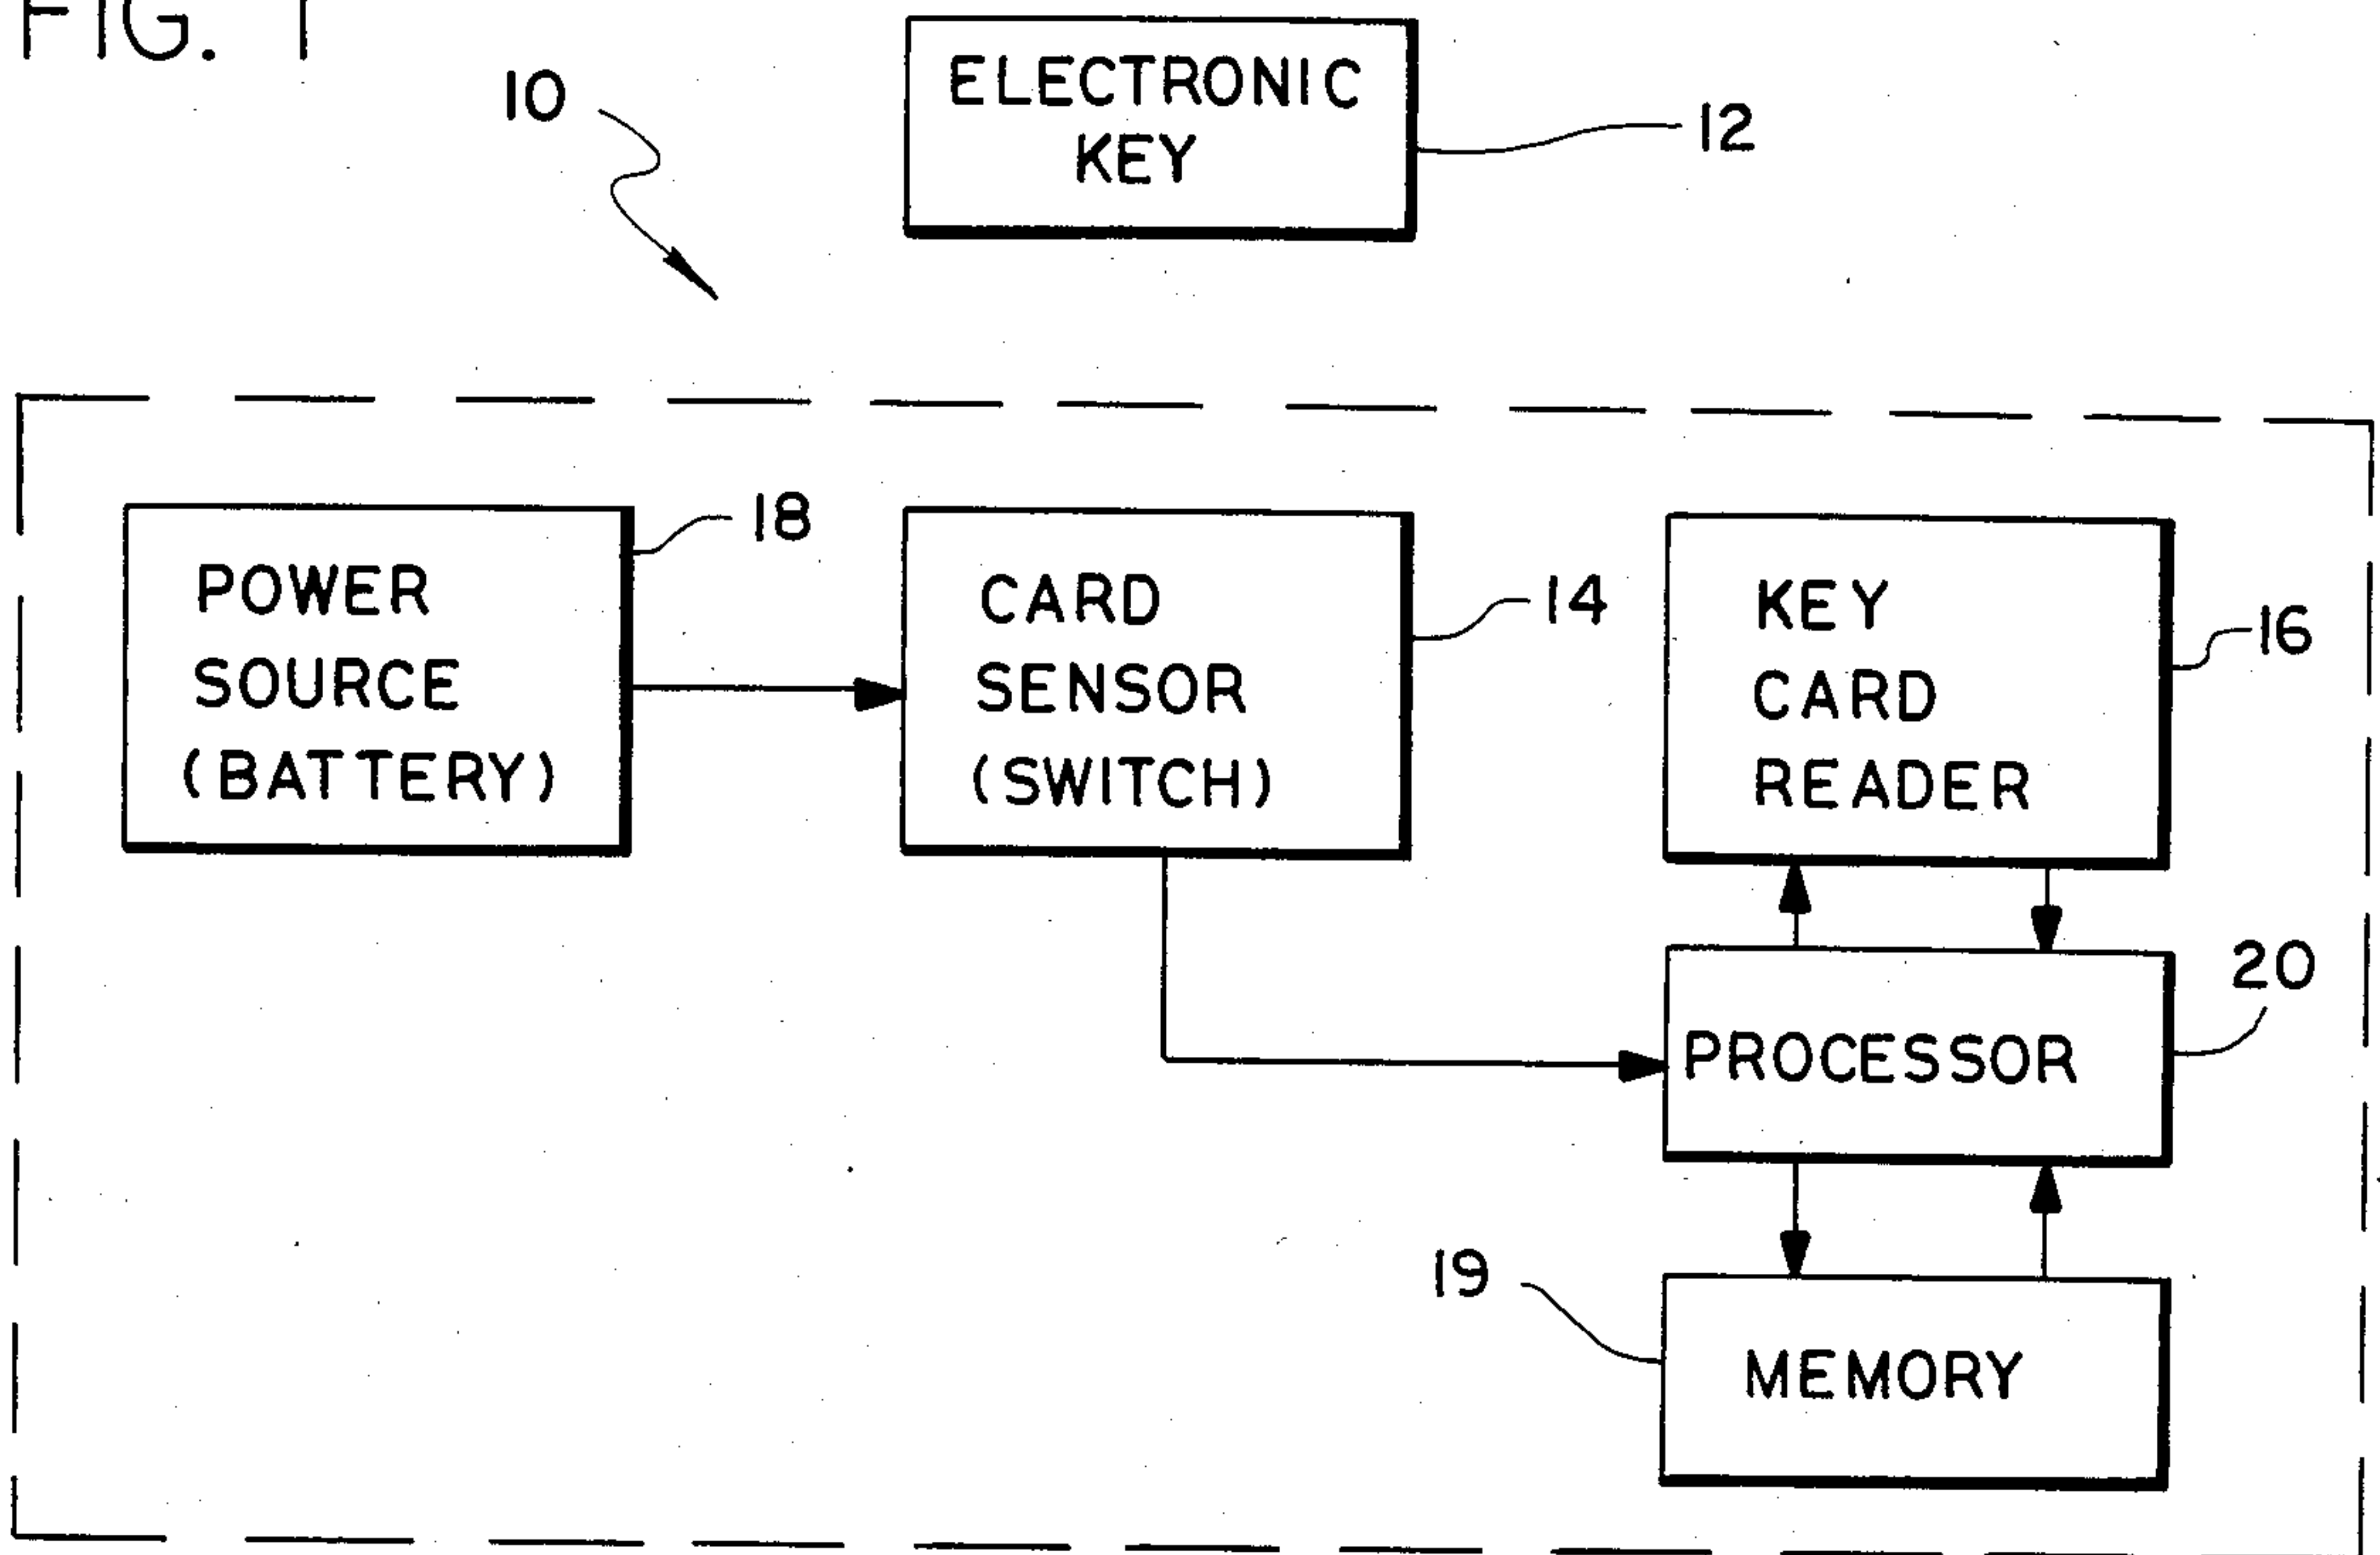 FIG. 1
10
ELECTRONIC
KEY
12
POWER
SOURCE
(BATTERY)
18
CARD
SENSOR
(SWITCH)
14
KEY
CARD
READER
16
PROCESSOR
20
19
MEMORY